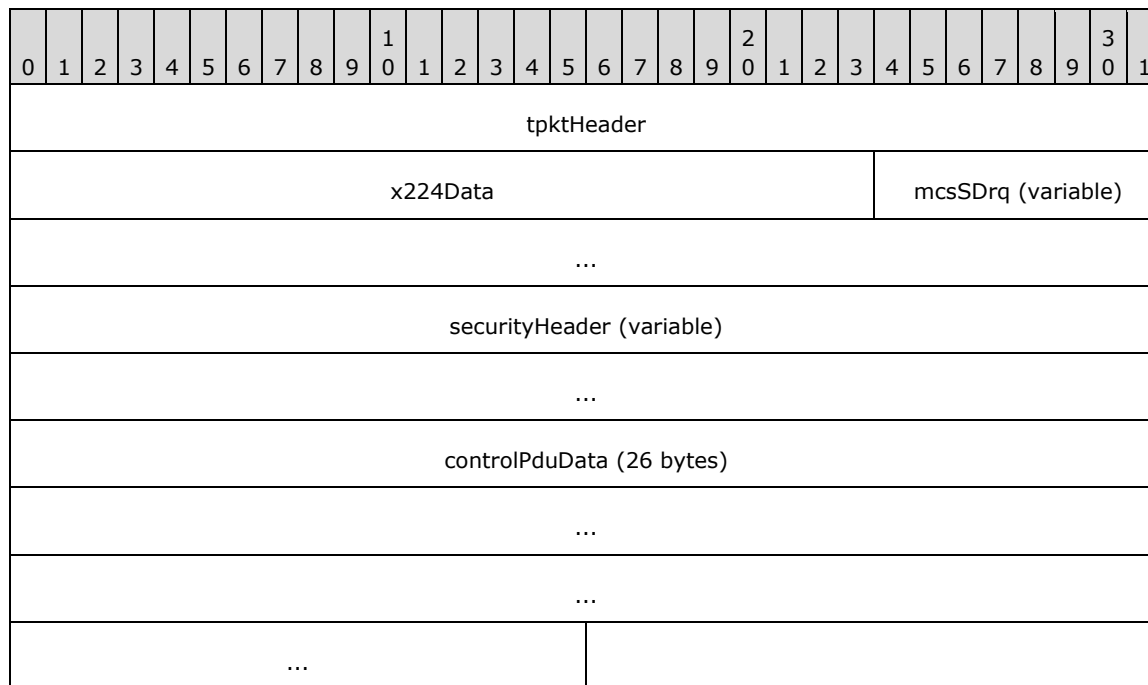 1 2 3
0 1 2 3 4 5 6 7 8 9 0 1 2 3 4 5 6 7 8 9 0 1 2 3 4 5 6 7 8 9 0 1
tpktHeader
x224Data mcsSDrq (variable)
...
securityHeader (variable)
...
controlPduData (26 bytes)
...
...
...